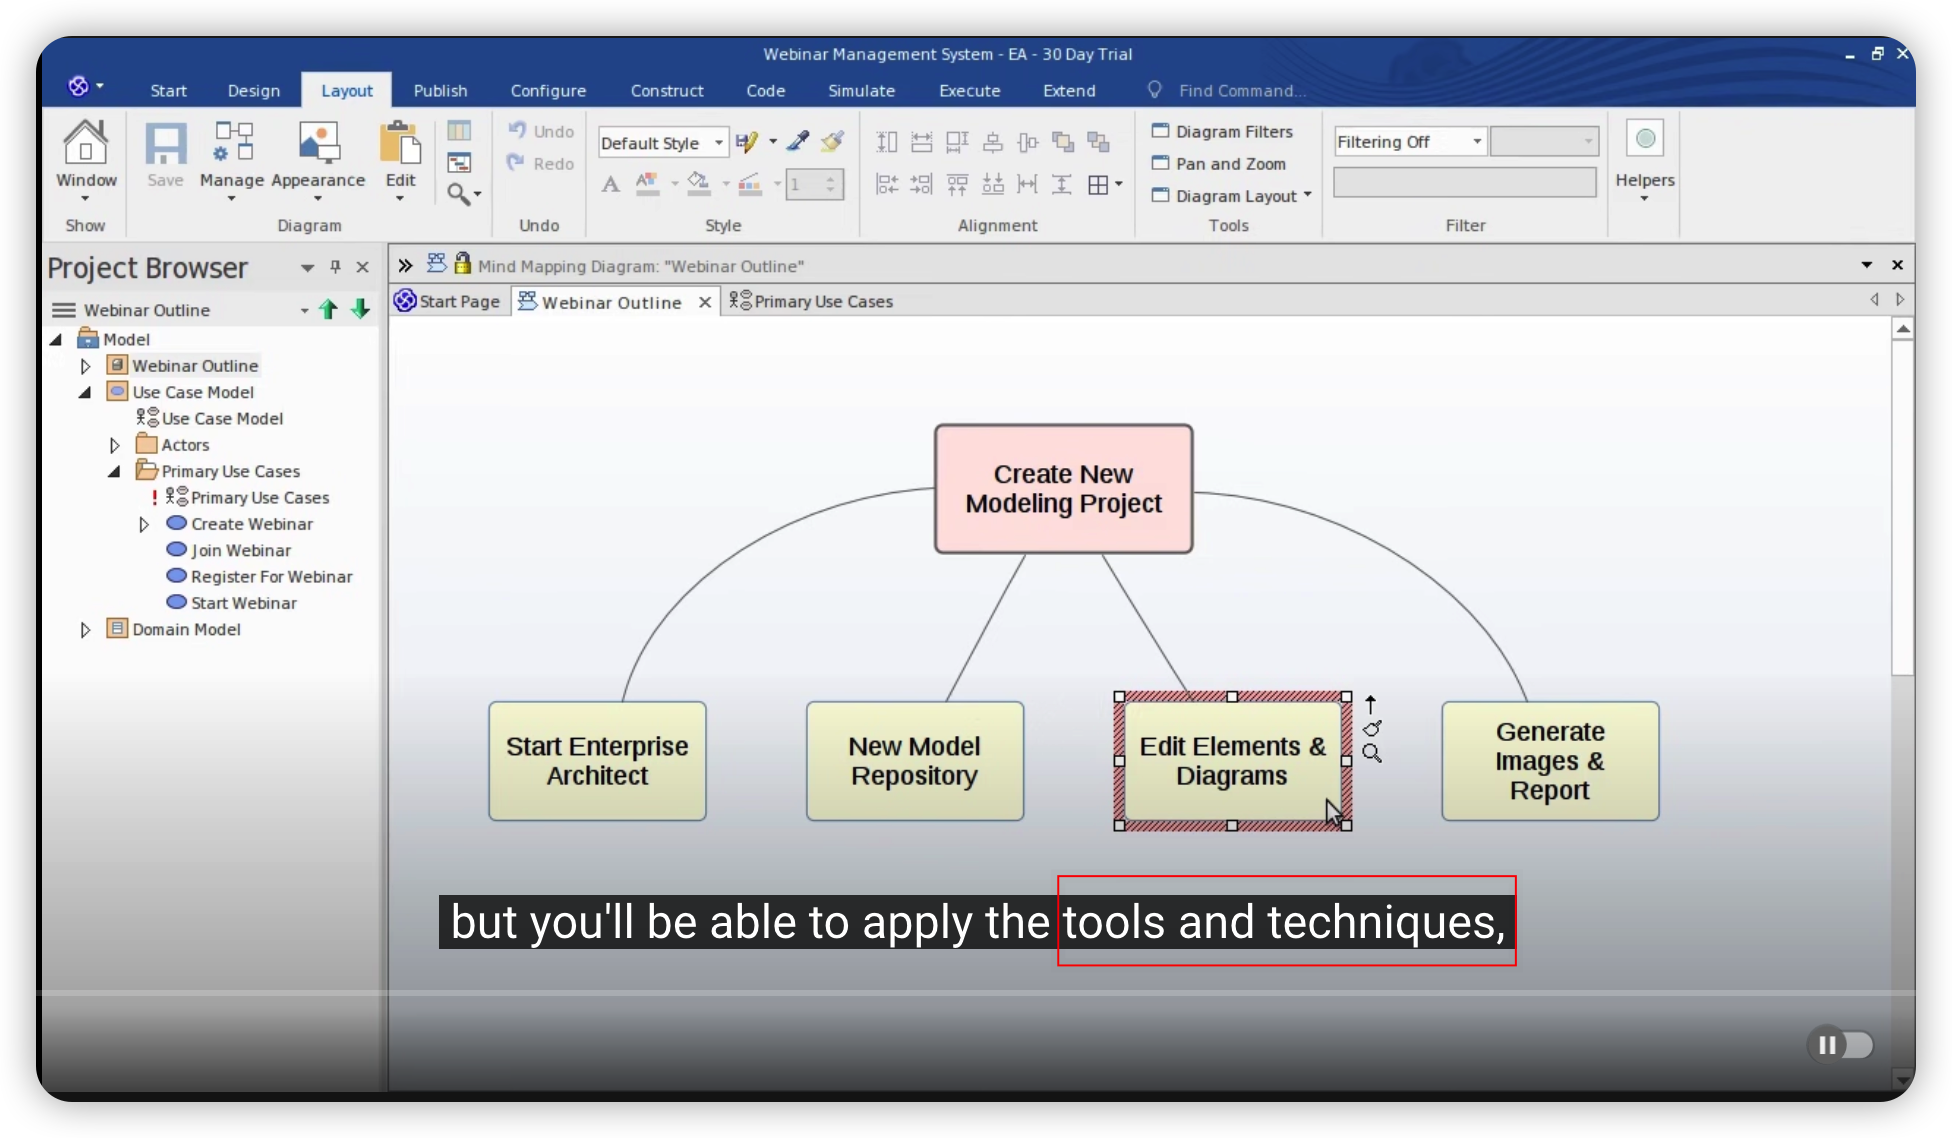 Webinar Management System - EA - 30 Day Trial
Start Design Layout Publish Configure Construct Code Simulate Execute Extend Find Command...
Window
Show
Save Manage Appearance Edit
Diagram
Undo
Redo
Undo
Default Style
1
Style
Alignment
Diagram Filters
Pan and Zoom
Diagram Layout
Tools
Filtering Off
Filter
Helpers
Project Browser
Webinar Outline
Model
Webinar Outline
Use Case Model
Use Case Model
Actors
Primary Use Cases
Primary Use Cases
Create Webinar
Join Webinar
Register For Webinar
Start Webinar
Domain Model
Mind Mapping Diagram: "Webinar Outline"
Start Page Webinar Outline Primary Use Cases
Create New
Modeling Project
Start Enterprise
Architect
New Model
Repository
Edit Elements &
Diagrams
Generate
Images &
Report
but you'll be able to apply the tools and techniques,